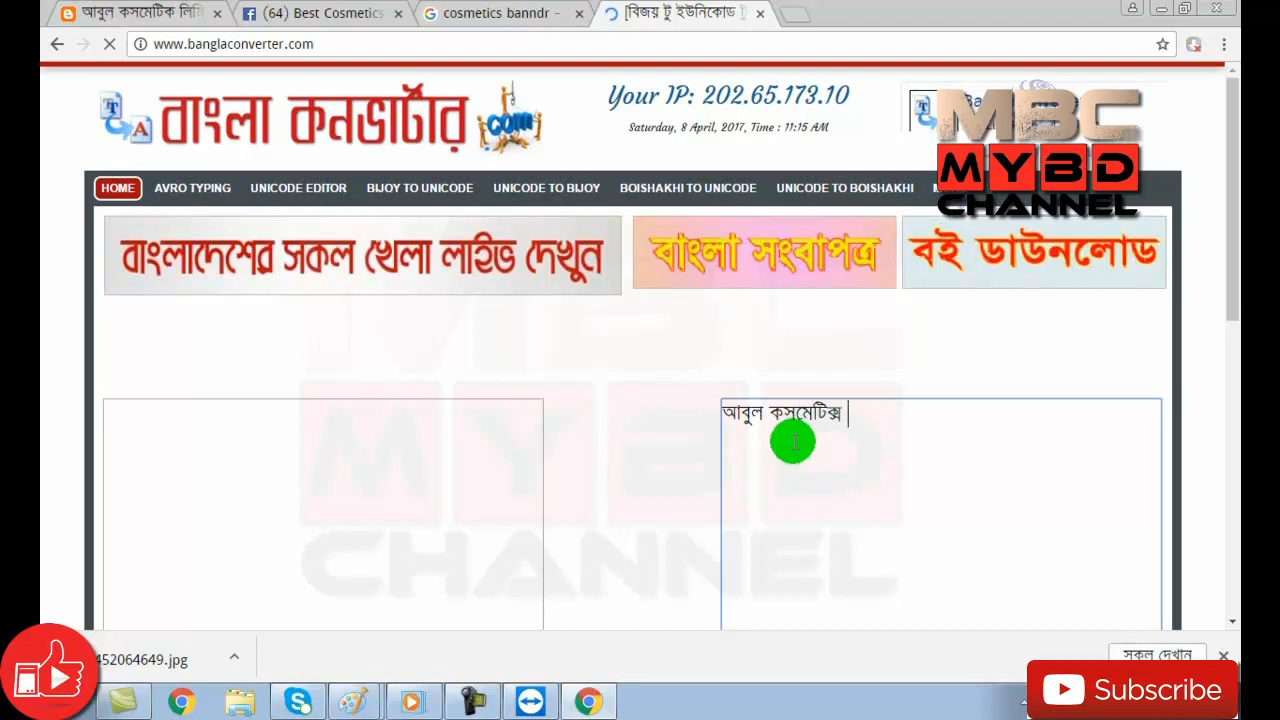 আবুল কসমেটিক লিমি
(64) Best Cosmetics
cosmetics banndr -
[বিজয় টু ইউনিকোড টু
www.banglaconverter.com
বাংলা কনভার্টার
.com
Your IP: 202.65.173.10
Saturday, 8 April, 2017, Time : 11:15 AM
MBC
MYBD
CHANNEL
HOME
AVRO TYPING
UNICODE EDITOR
BIJOY TO UNICODE
UNICODE TO BIJOY
BOISHAKHI TO UNICODE
UNICODE TO BOISHAKHI
বাংলাদেশের সকল খেলা লাইভ দেখুন
বাংলা সংবাপত্র
বই ডাউনলোড
আবুল কসমেটিক্স
MYBD
CHANNEL
452064649.jpg
সকল দেখান
Subscribe